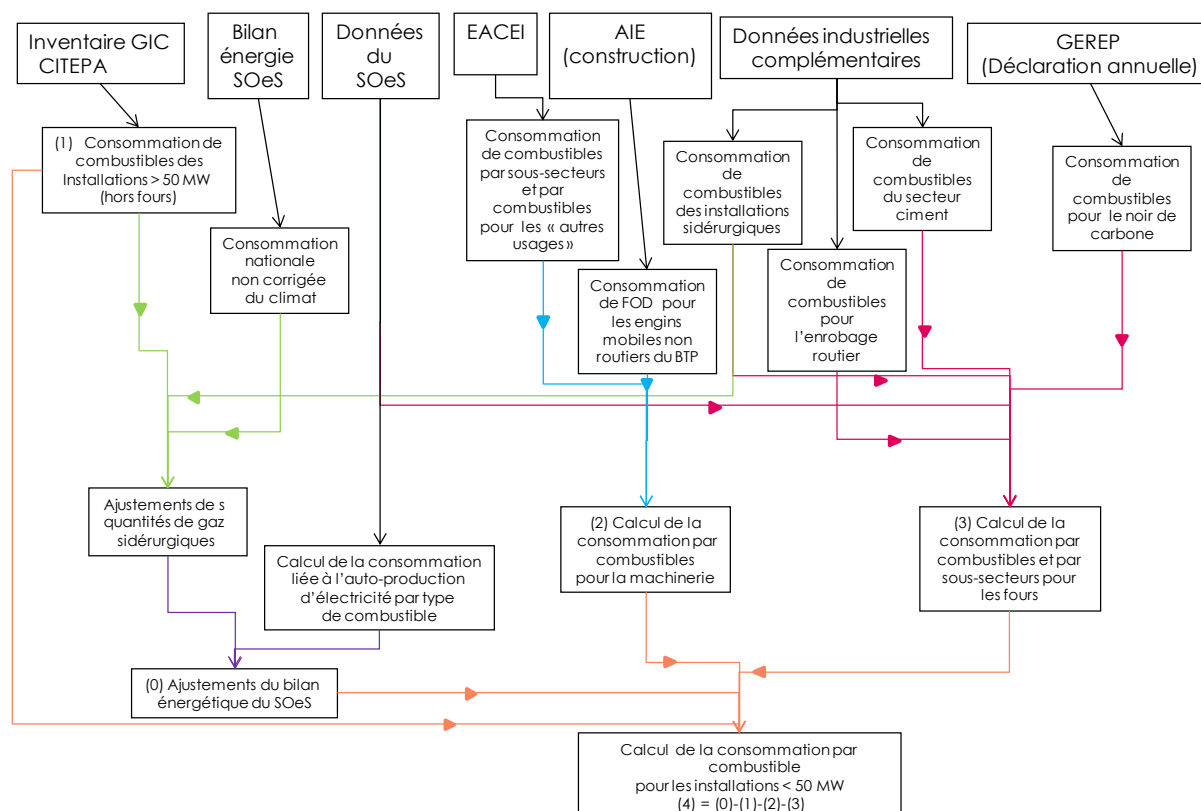 Inventaire GIC
CITEPA
Bilan
énergie
SOeS
Données
du
SOeS
EACEI
AIE
(construction)
Données industrielles
complémentaires
GEREP
(Déclaration annuelle)
(1) Consommation de
combustibles des
Installations > 50 MW
(hors fours)
Consommation
de combustibles
par sous-secteurs
et par
combustibles
pour les « autres
usages »
Consommation
de
combustibles
des installations
sidérurgiques
Consommation
de
combustibles
du secteur
ciment
Consommation
de
combustibles
pour le noir de
carbone
Consommation
nationale
non corrigée
du climat
Consommation
de FOD pour
les engins
mobiles non
routiers du BTP
Consommation
de
combustibles
pour
l'enrobage
routier
Ajustements de s
quantités de gaz
sidérurgiques
Calcul de la consommation
liée à l'auto-production
d'électricité par type
de combustible
(2) Calcul de la
consommation par
combustibles
pour la machinerie
(3) Calcul de la
consommation par
combustibles et par
sous-secteurs pour
les fours
(0) Ajustements du bilan
énergétique du SOeS
Calcul de la consommation par
combustible
pour les installations < 50 MW
(4) = (0)-(1)-(2)-(3)